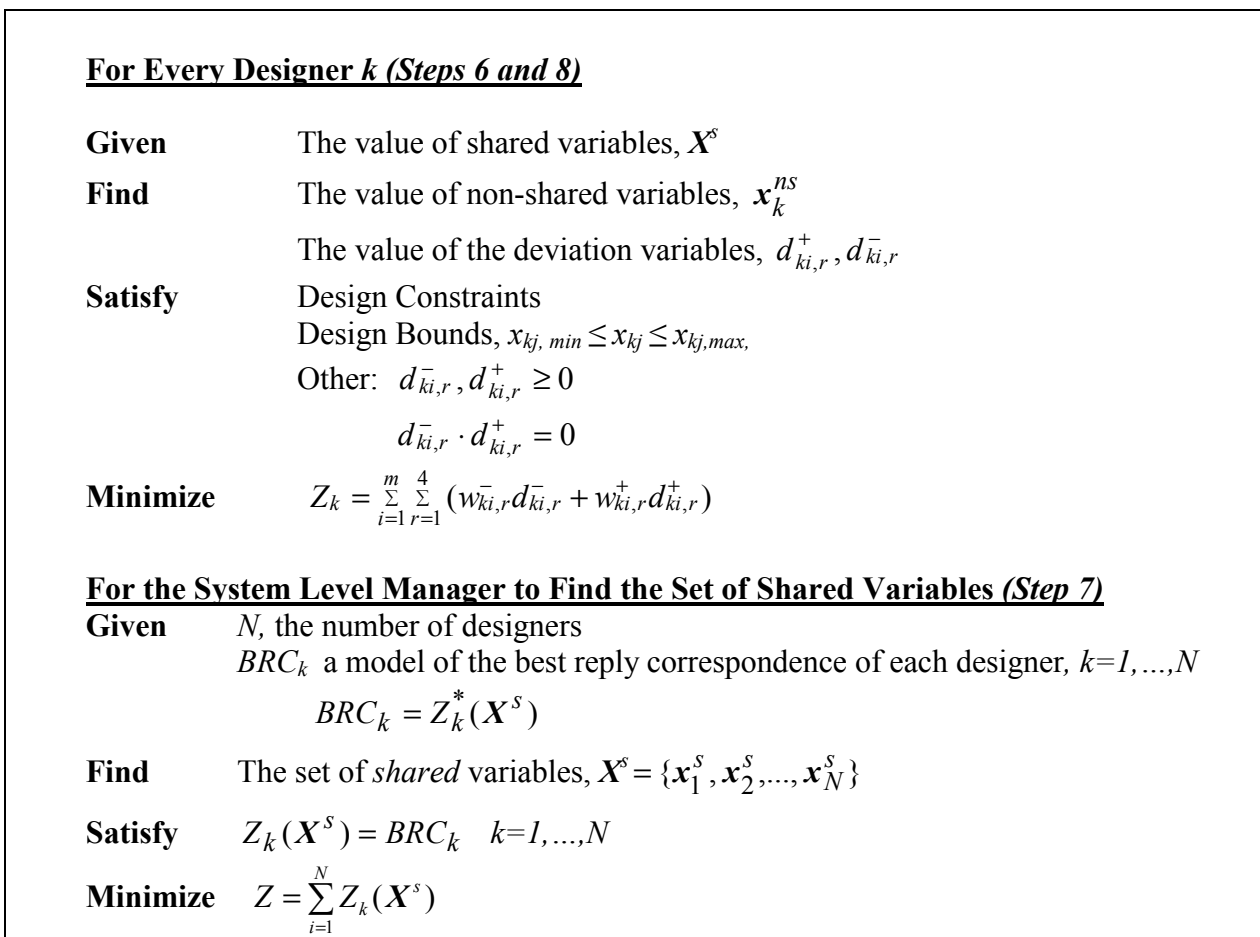 For Every Designer k (Steps 6 and 8)
Given The value of shared variables, X^s
Find The value of non-shared variables, x_k^{ns}
The value of the deviation variables, d_{ki,r}^+, d_{ki,r}^-
Satisfy Design Constraints
Design Bounds, x_{kj, min} ≤ x_{kj} ≤ x_{kj,max},
Other: d_{ki,r}^-, d_{ki,r}^+ ≥ 0
d_{ki,r}^- · d_{ki,r}^+ = 0
Minimize Z_k = \sum_{i=1}^{m} \sum_{r=1}^{4} (w_{ki,r}^- d_{ki,r}^- + w_{ki,r}^+ d_{ki,r}^+)
For the System Level Manager to Find the Set of Shared Variables (Step 7)
Given N, the number of designers
BRC_k a model of the best reply correspondence of each designer, k=1,...,N
BRC_k = Z_k^*(X^s)
Find The set of shared variables, X^s = {x_1^s, x_2^s,..., x_N^s}
Satisfy Z_k(X^s) = BRC_k k=1,...,N
Minimize Z = \sum_{i=1}^{N} Z_k(X^s)